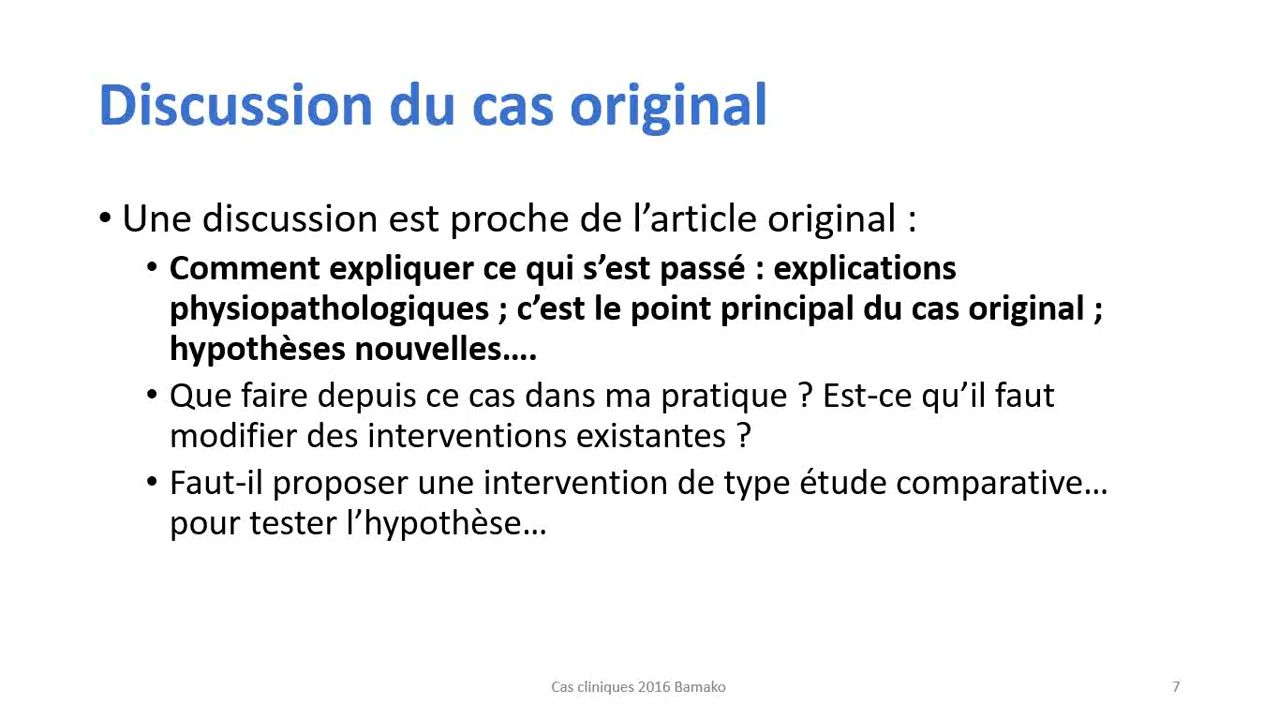 Discussion du cas original
• Une discussion est proche de l’article original :
• Comment expliquer ce qui s’est passé : explications
physiopathologiques ; c’est le point principal du cas original ;
hypothèses nouvelles….
• Que faire depuis ce cas dans ma pratique ? Est-ce qu’il faut
modifier des interventions existantes ?
• Faut-il proposer une intervention de type étude comparative…
pour tester l’hypothèse…
Cas cliniques 2016 Bamako
7